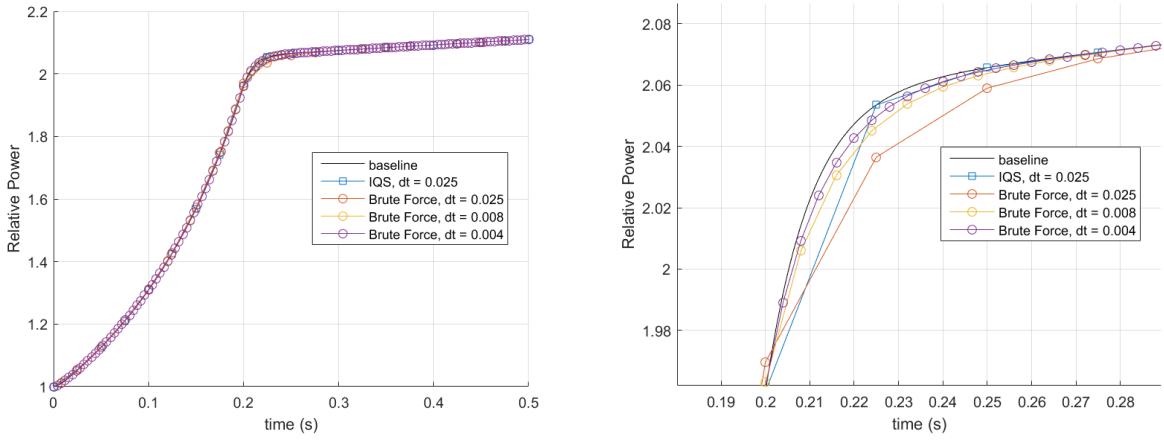 2.2
2
1.8
1.6
1.4
1.2
1
Relative Power
baseline
IQS, dt = 0.025
Brute Force, dt = 0.025
Brute Force, dt = 0.008
Brute Force, dt = 0.004
0 0.1 0.2 0.3 0.4 0.5
time (s)
2.08
2.06
2.04
2.02
2
1.98
Relative Power
baseline
IQS, dt = 0.025
Brute Force, dt = 0.025
Brute Force, dt = 0.008
Brute Force, dt = 0.004
0.19 0.2 0.21 0.22 0.23 0.24 0.25 0.26 0.27 0.28
time (s)